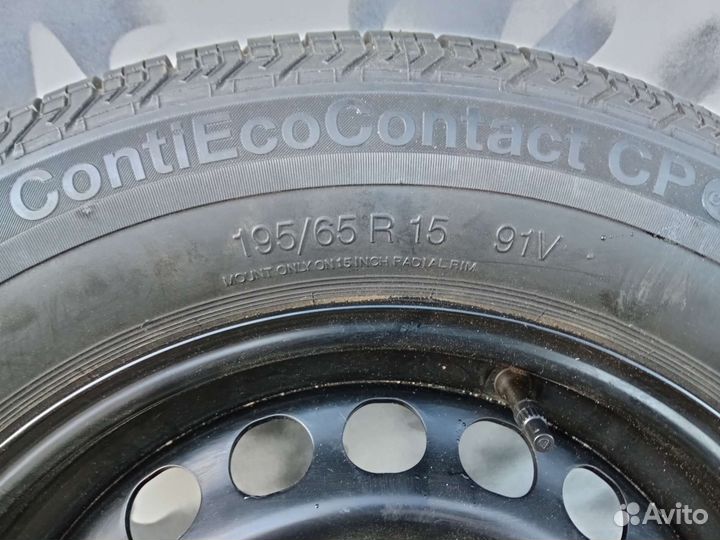 ContiEcoContact CP
195/65 R 15 91V
MOUNT ONLY ON 15 INCH RADIAL RIM
Avito